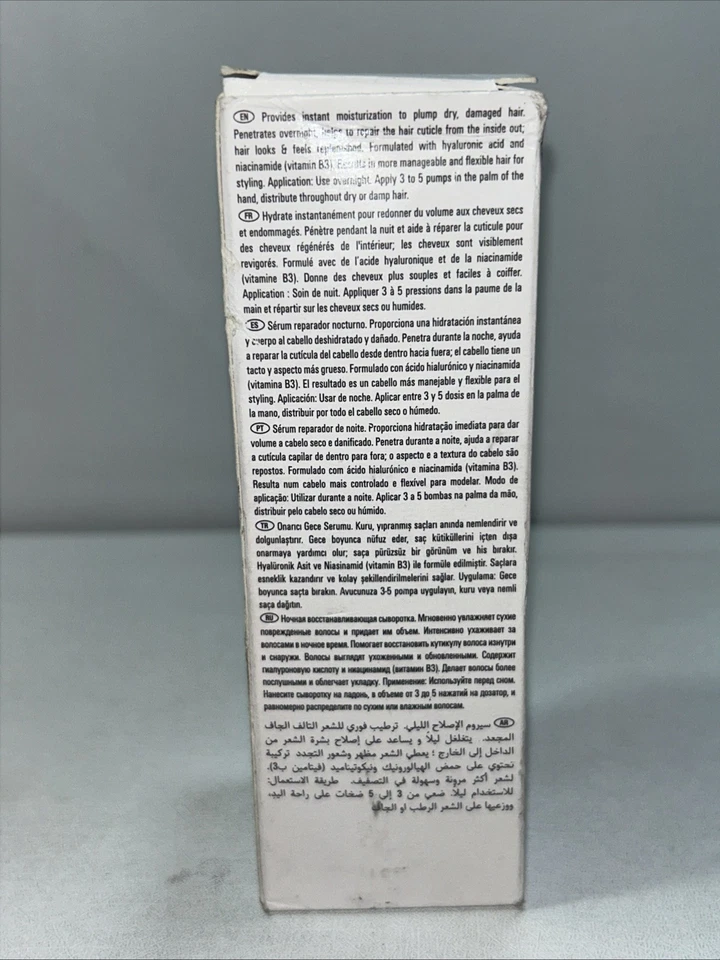 EN Provides instant moisturization to plump dry, damaged hair.
Penetrates overnight, helps to repair the hair cuticle from the inside out;
hair looks & feels replenished. Formulated with hyaluronic acid and
niacinamide (vitamin B3). Results in more manageable and flexible hair for
styling. Application: Use overnight. Apply 3 to 5 pumps in the palm of the
hand, distribute throughout dry or damp hair.
FR Hydrate instantanément pour redonner du volume aux cheveux secs
et endommagés. Pénètre pendant la nuit et aide à réparer la cuticule pour
des cheveux régénérés de l'intérieur; les cheveux sont visiblement
revigorés. Formulé avec de l'acide hyaluronique et de la niacinamide
(vitamine B3). Donne des cheveux plus souples et faciles à coiffer.
Application : Soin de nuit. Appliquer 3 à 5 pressions dans la paume de la
main et répartir sur les cheveux secs ou humides.
ES Sérum reparador nocturno. Proporciona una hidratación instantánea
y cuerpo al cabello deshidratado y dañado. Penetra durante la noche, ayuda
a reparar la cutícula del cabello desde dentro hacia fuera; el cabello tiene un
tacto y aspecto más grueso. Formulado con ácido hialurónico y niacinamida
(vitamina B3). El resultado es un cabello más manejable y flexible para el
styling. Aplicación: Usar de noche. Aplicar entre 3 y 5 dosis en la palma de
la mano, distribuir por todo el cabello seco o húmedo.
PT Sérum reparador de noite. Proporciona hidratação imediata para dar
volume a cabelo seco e danificado. Penetra durante a noite, ajuda a reparar
a cutícula capilar de dentro para fora; o aspecto e a textura do cabelo são
repostos. Formulado com ácido hialurónico e niacinamida (vitamina B3).
Resulta num cabelo mais controlado e flexível para modelar. Modo de
aplicação: Utilizar durante a noite. Aplicar 3 a 5 bombas na palma da mão,
distribuir pelo cabelo seco ou húmido.
TR Onarıcı Gece Serumu. Kuru, yıpranmış saçları anında nemlendirir ve
dolgunlaştırır. Gece boyunca nüfuz eder, saç kütiküllerini içten dışa
onarmaya yardımcı olur; saça pürüzsüz bir görünüm ve his bırakır.
Hyalüronik Asit ve Niasinamid (vitamin B3) ile formüle edilmiştir. Saçlara
esneklik kazandırır ve kolay şekillendirilmelerini sağlar. Uygulama: Gece
boyunca saçta bırakın. Avucunuza 3-5 pompa uygulayın, kuru veya nemli
saça dağıtın.
RU Ночная восстанавливающая сыворотка. Мгновенно увлажняет сухие
поврежденные волосы и придает им объем. Интенсивно ухаживает за
волосами в ночное время. Помогает восстановить кутикулу волоса изнутри
и снаружи. Волосы выглядят ухоженными и обновленными. Содержит
гиалуроновую кислоту и ниацинамид (витамин B3). Делает волосы более
послушными и облегчает укладку. Применение: Используйте перед сном.
Нанесите сыворотку на ладонь, в объеме от 3 до 5 нажатий на дозатор, и
равномерно распределите по сухим или влажным волосам.
AR سيروم الإصلاح الليلي. ترطيب فوري للشعر التالف الجاف
المجعد. يتغلغل ليلاً و يساعد على إصلاح بشرة الشعر من
الداخل إلى الخارج؛ يعطي الشعر مظهر وشعور التجدد تركيبة
تحتوي على حمض الهيالورونيك ونيكوتيناميد (فيتامين ب3).
لشعر أكثر مرونة وسهولة في التصفيف. طريقة الاستعمال:
للاستخدام ليلاً. ضعي من 3 إلى 5 ضخات على راحة اليد،
ووزعيها على الشعر الرطب او الجاف